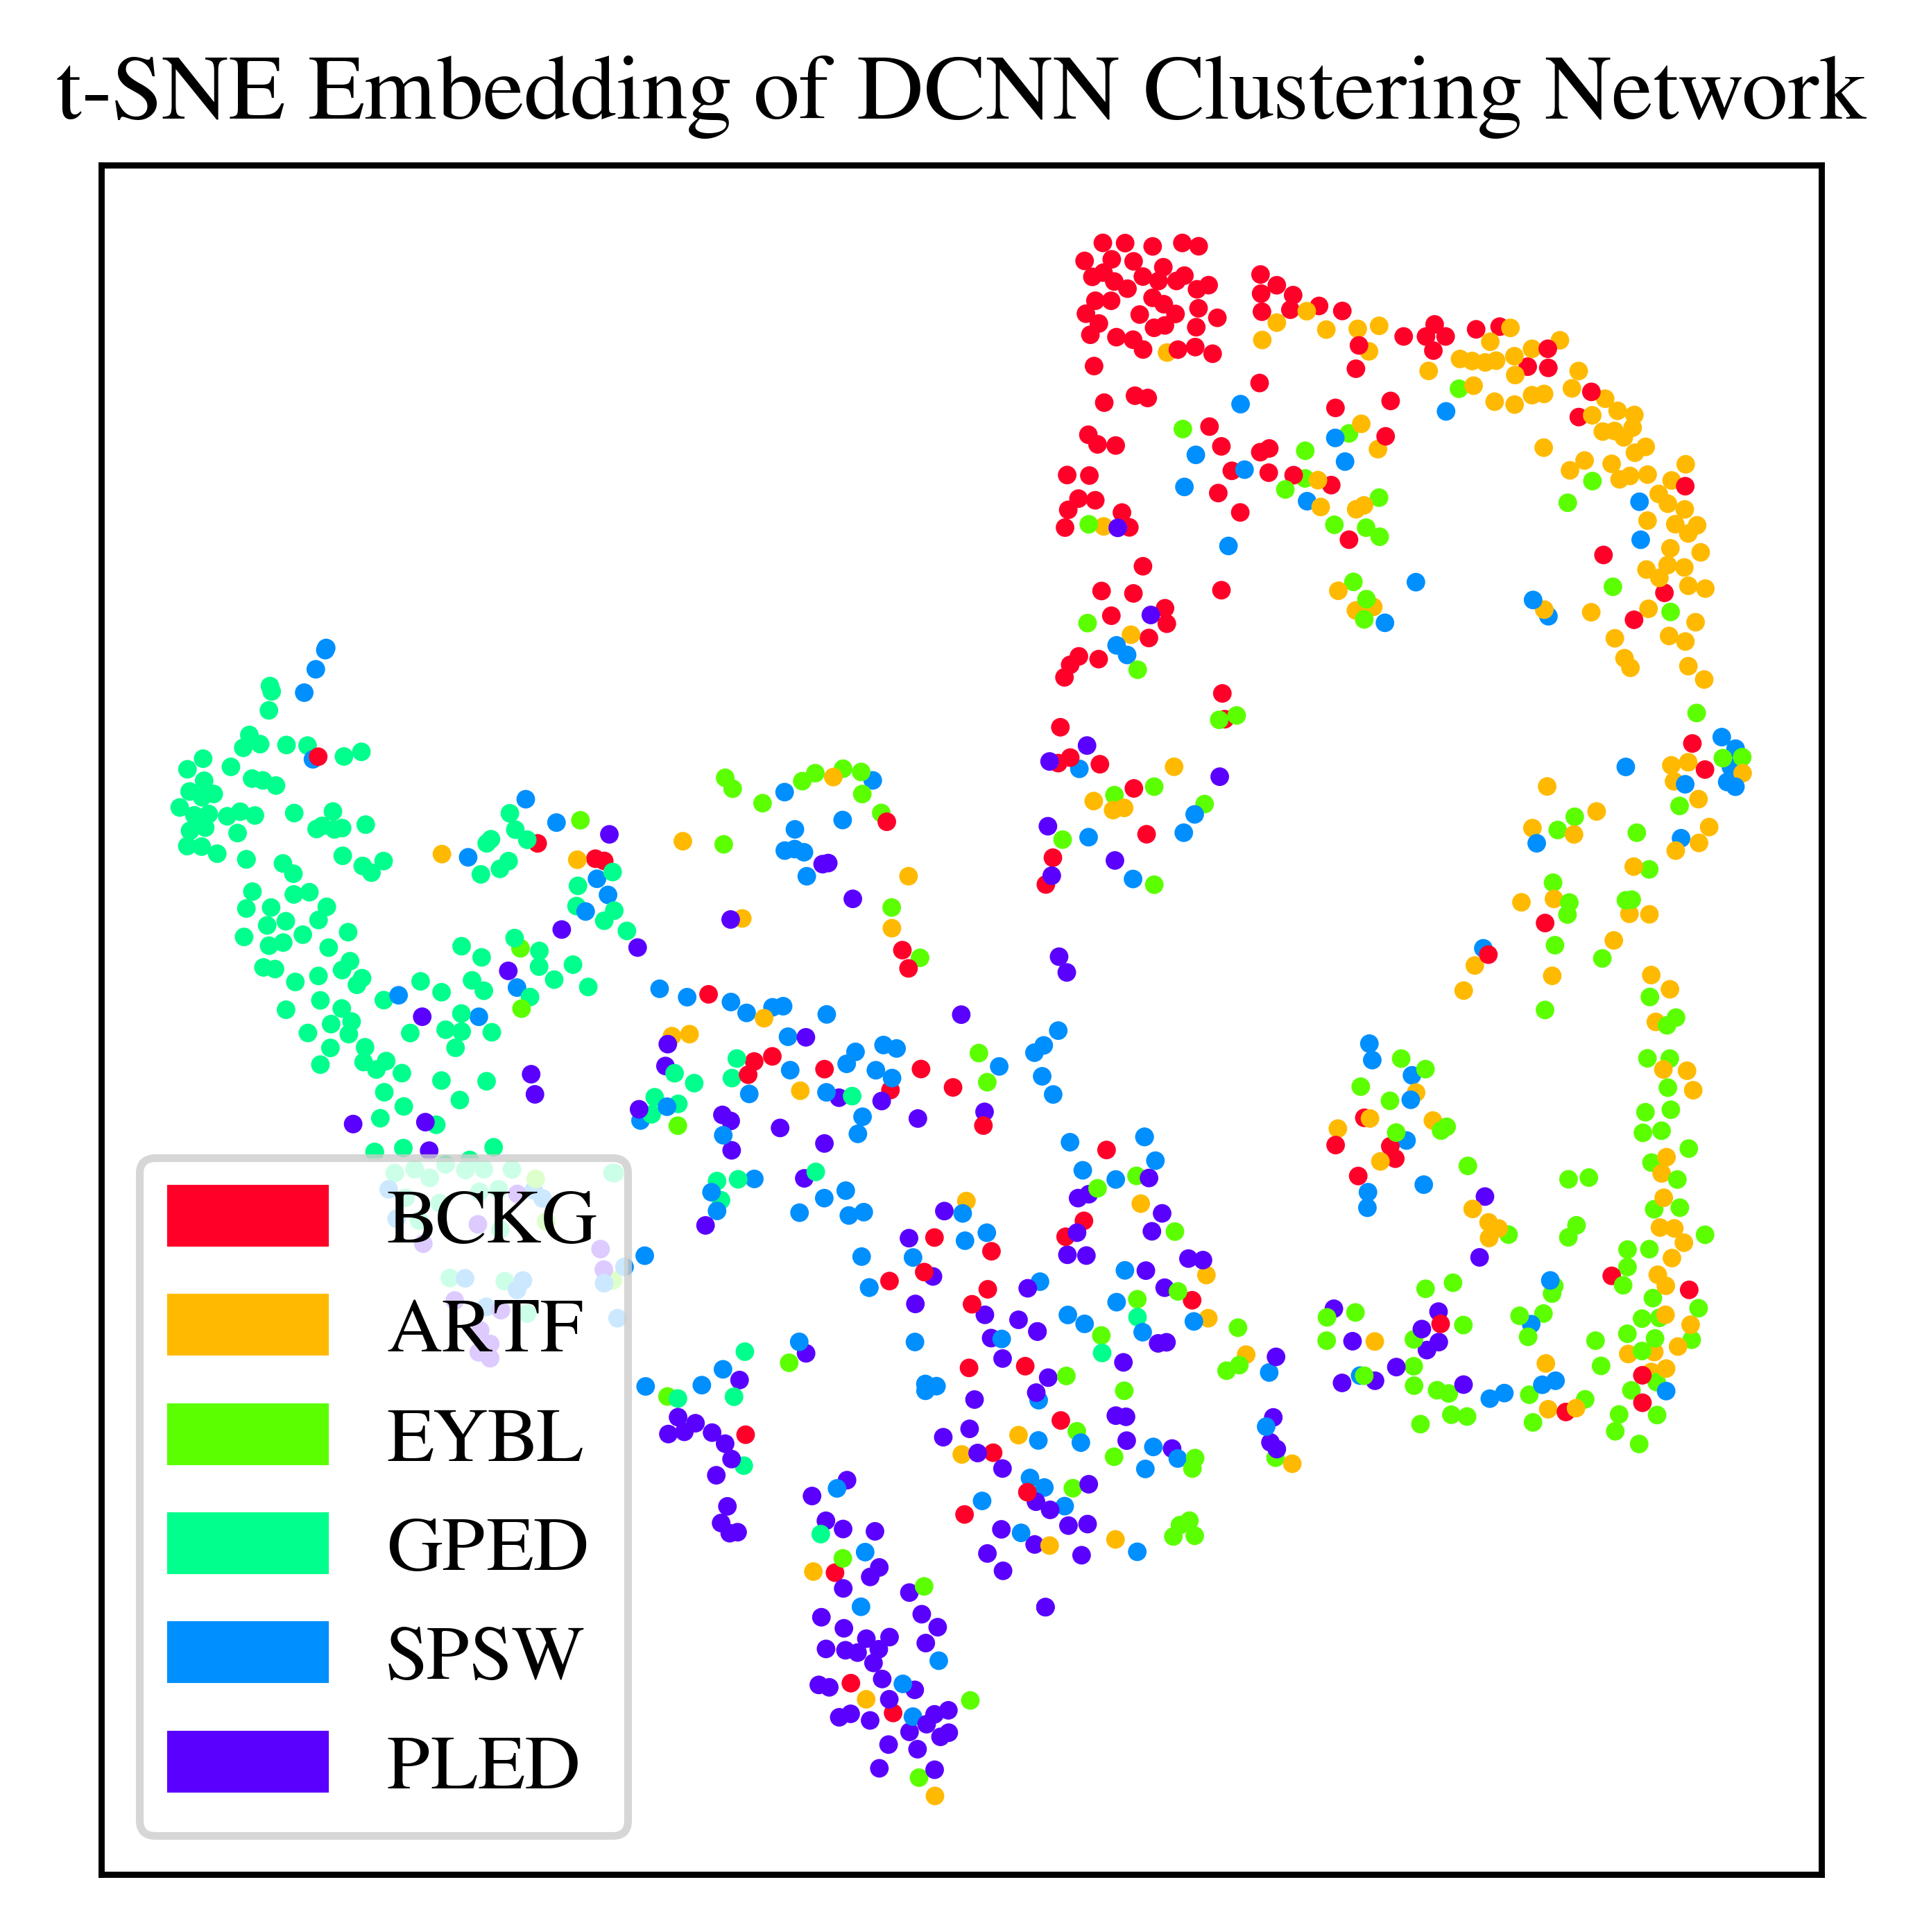 t-SNE Embedding of DCNN Clustering Network
BCKG
ARTF
EYBL
GPED
SPSW
PLED